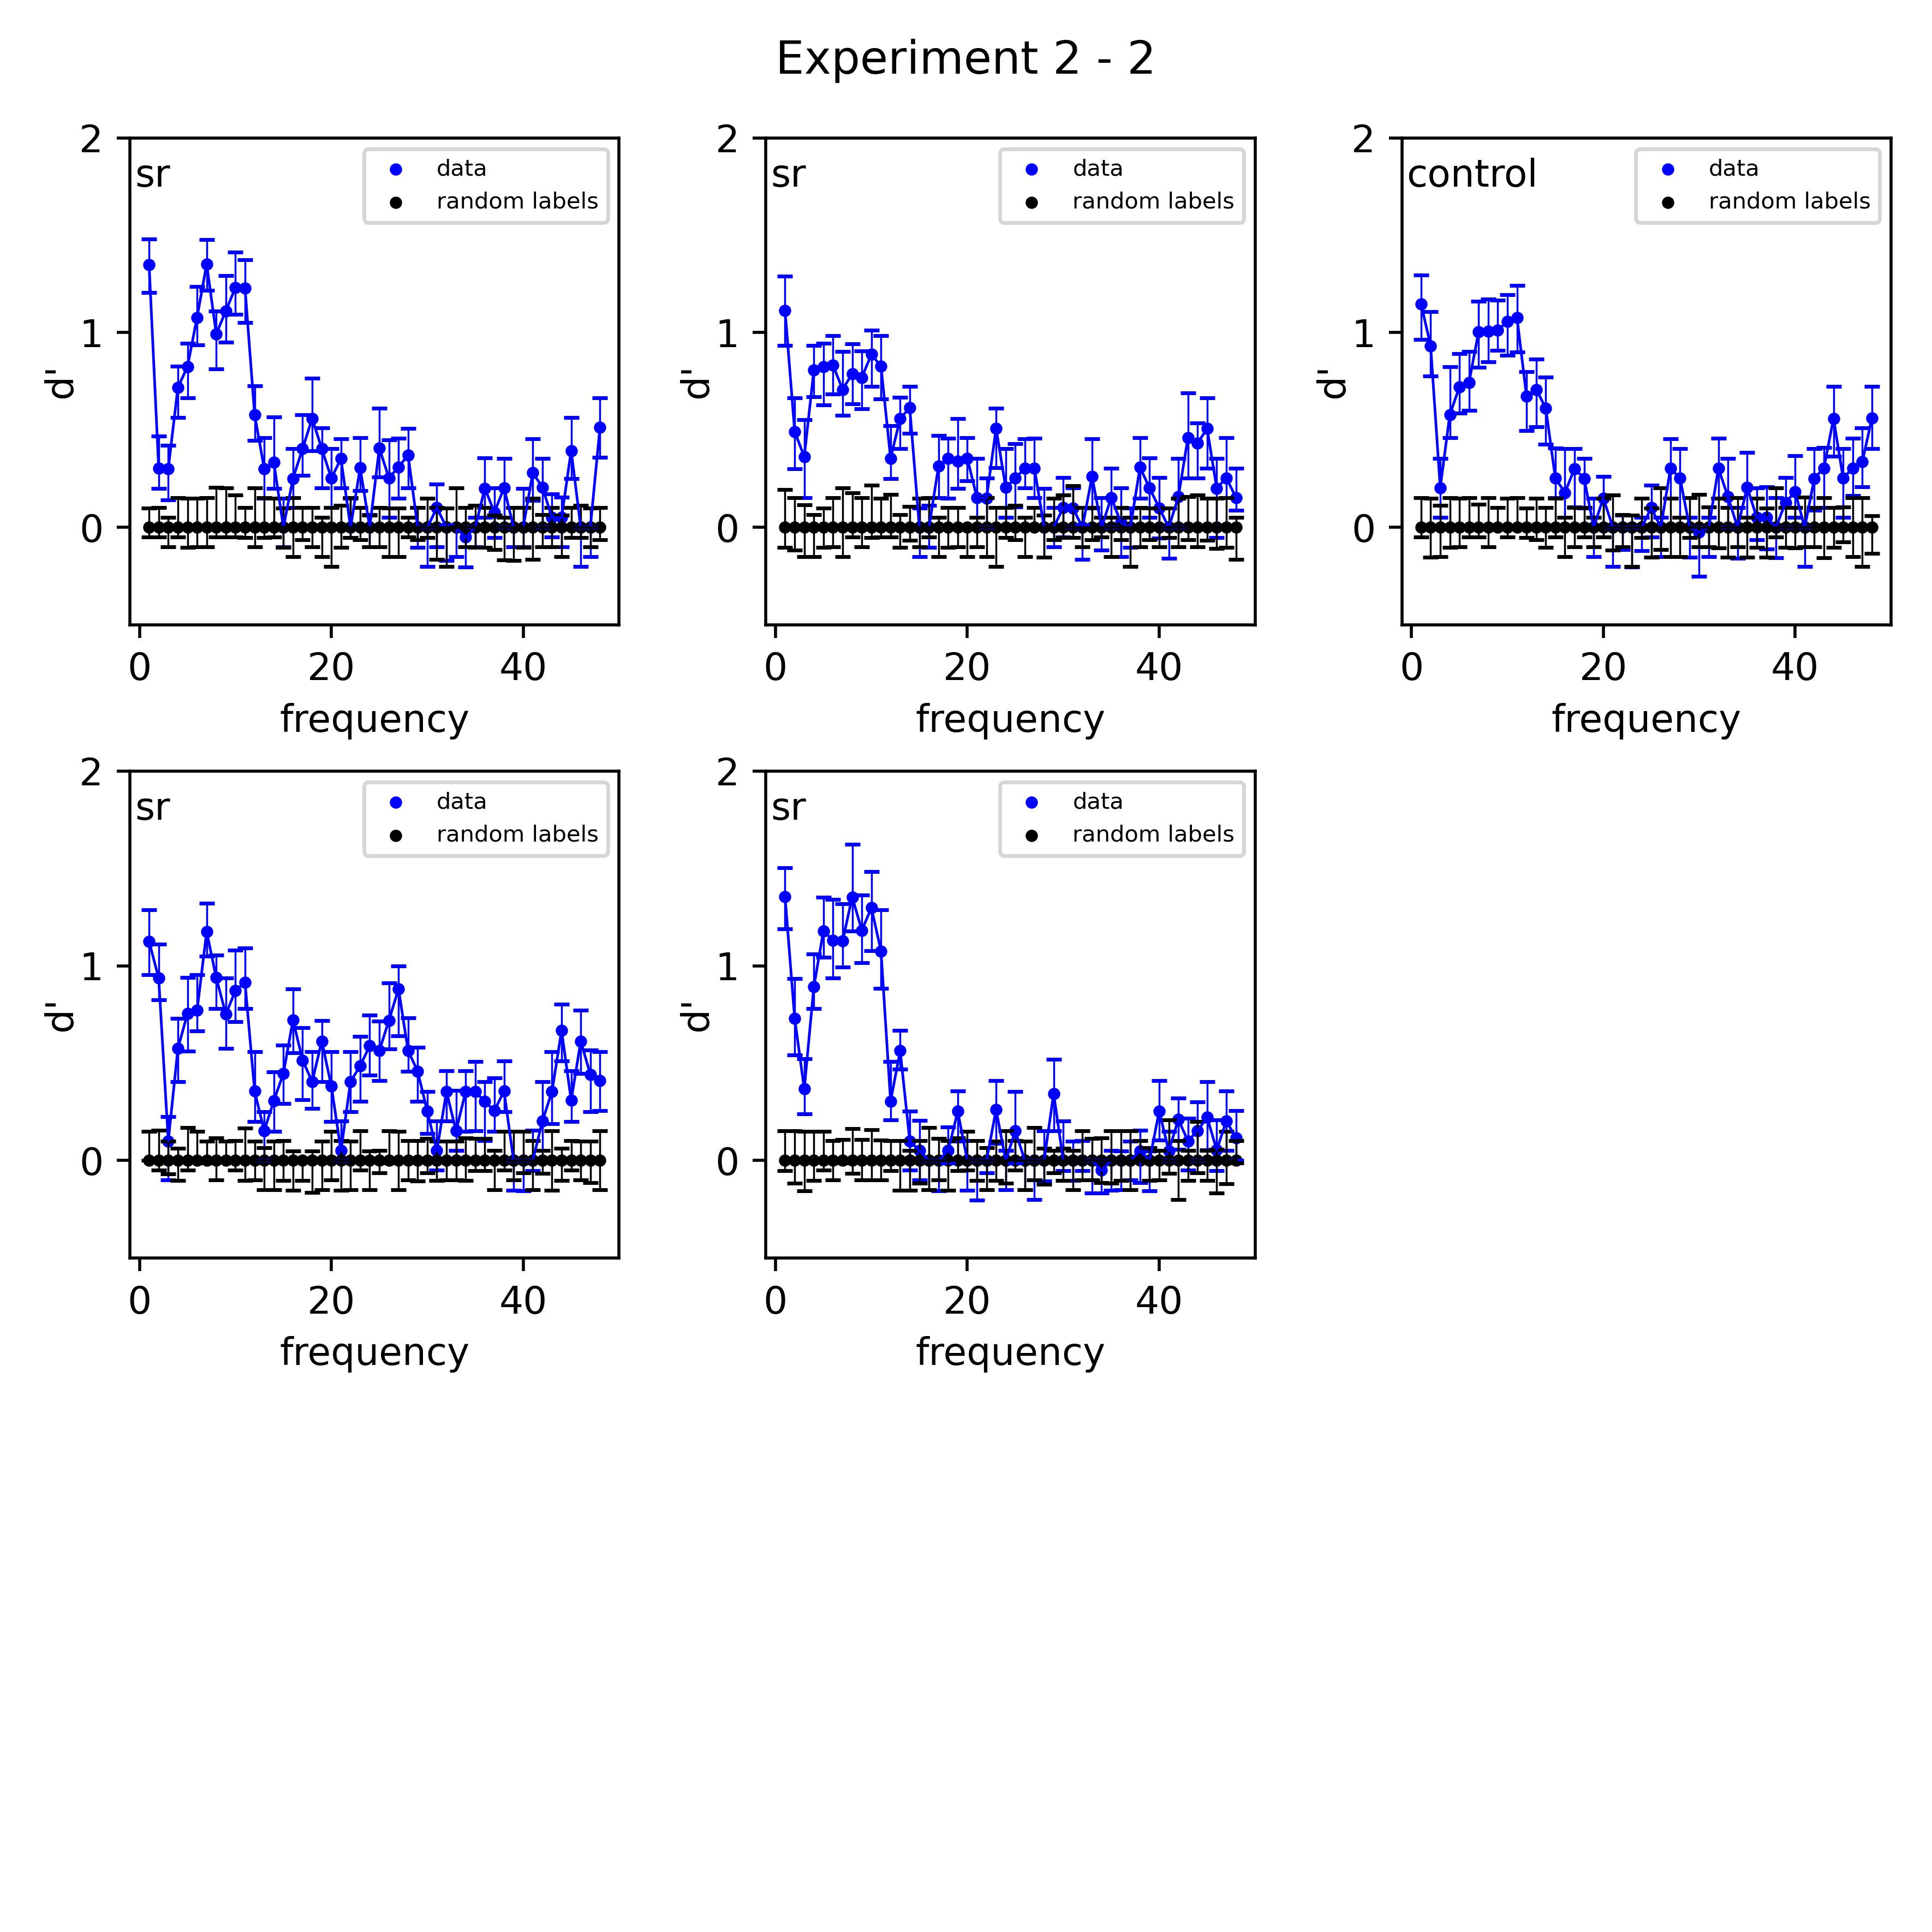 Experiment 2 - 2
sr
data
random labels
2
1
0
d'
0 20 40
frequency
sr
data
random labels
2
1
0
d'
0 20 40
frequency
control
data
random labels
2
1
0
d'
0 20 40
frequency
sr
data
random labels
2
1
0
d'
0 20 40
frequency
sr
data
random labels
2
1
0
d'
0 20 40
frequency